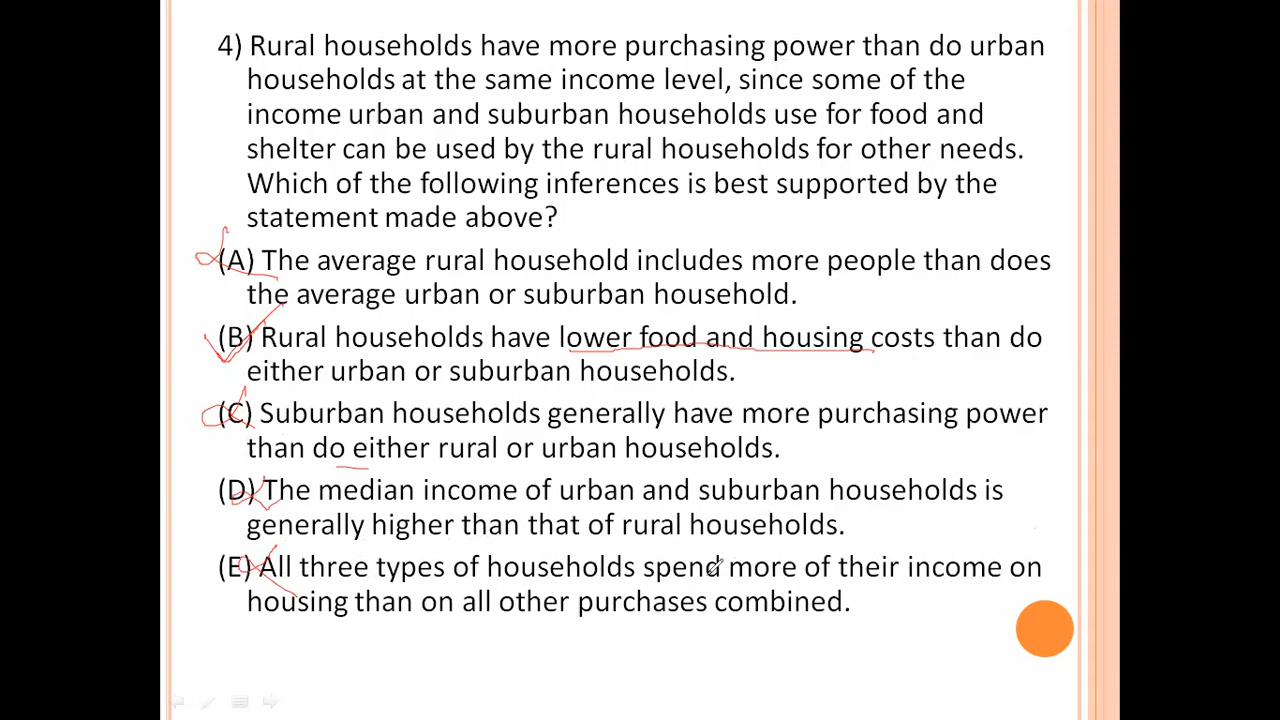 4) Rural households have more purchasing power than do urban
households at the same income level, since some of the
income urban and suburban households use for food and
shelter can be used by the rural households for other needs.
Which of the following inferences is best supported by the
statement made above?
(A) The average rural household includes more people than does
the average urban or suburban household.
(B) Rural households have lower food and housing costs than do
either urban or suburban households.
(C) Suburban households generally have more purchasing power
than do either rural or urban households.
(D) The median income of urban and suburban households is
generally higher than that of rural households.
(E) All three types of households spend more of their income on
housing than on all other purchases combined.